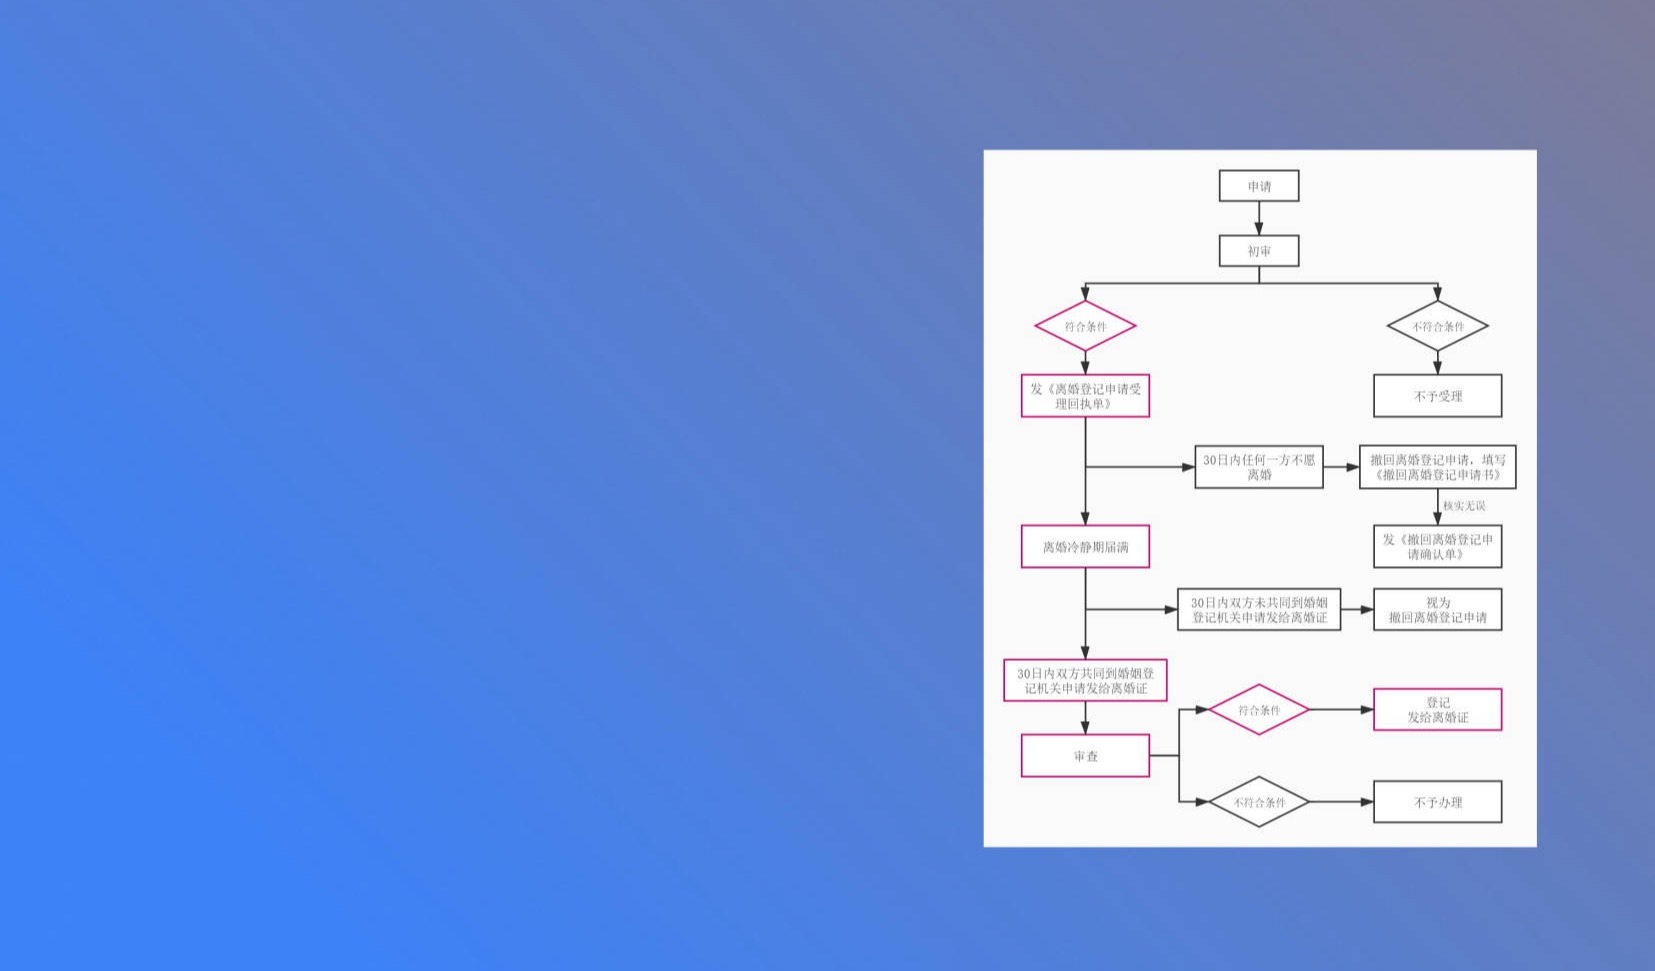 申请
初审
符合条件
不符合条件
发《离婚登记申请受
理回执单》
不予受理
30日内任何一方不愿
离婚
撤回离婚登记申请，填写
《撤回离婚登记申请书》
核实无误
离婚冷静期届满
发《撤回离婚登记申
请确认单》
30日内双方未共同到婚姻
登记机关申请发给离婚证
视为
撤回离婚登记申请
30日内双方共同到婚姻登
记机关申请发给离婚证
符合条件
登记
发给离婚证
审查
不符合条件
不予办理